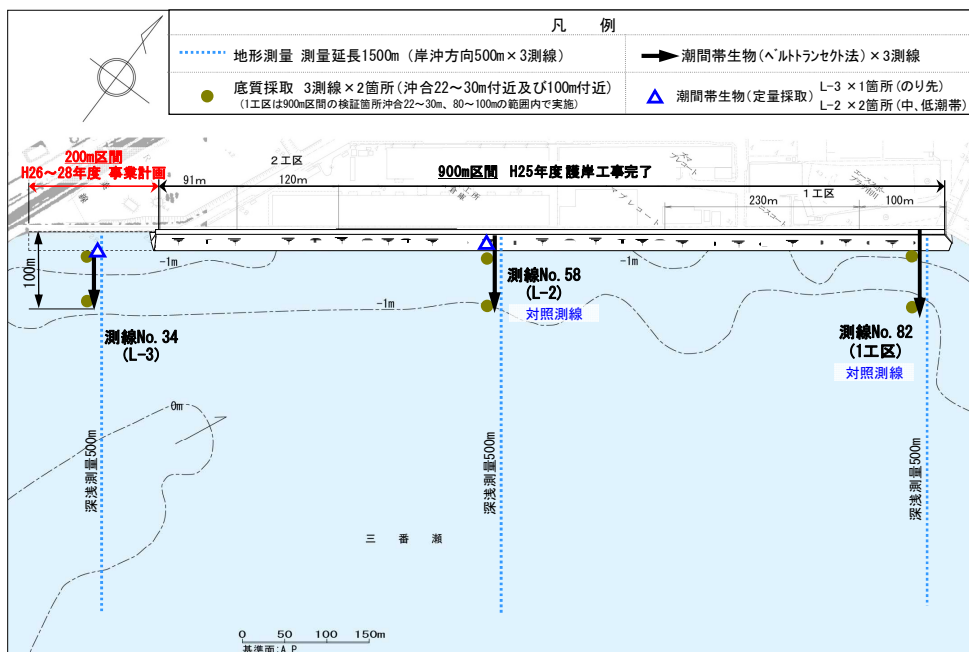 凡　例
地形測量 測量延長1500m (岸沖方向500m×3測線)
潮間帯生物(ベルトトランセクト法)×3測線
底質採取 3測線×2箇所(沖合22～30m付近及び100m付近)
(1工区は900m区間の検証箇所沖合22～30m、80～100mの範囲内で実施)
潮間帯生物(定量採取)
L-3 ×1箇所(のり先)
L-2 ×2箇所(中、低潮帯)
200m区間
H26～28年度 事業計画
2工区
900m区間 H25年度護岸工事完了
91m
120m
1工区
230m
100m
100m
-1m
-1m
-1m
測線No.34
(L-3)
測線No.58
(L-2)
対照測線
測線No.82
(1工区)
対照測線
0m
深浅測量500m
深浅測量500m
深浅測量500m
三番瀬
0 50 100 150m
基準面:A.P